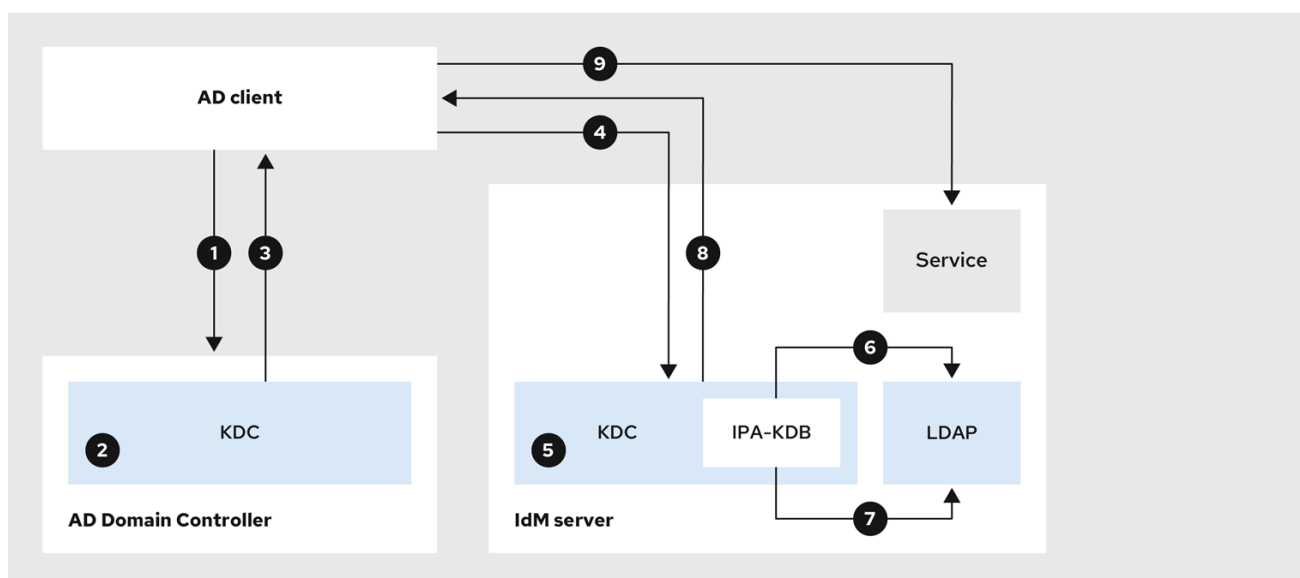 9
AD client
4
1
3
8
Service
6
2
KDC
5
KDC
IPA-KDB
LDAP
AD Domain Controller
IdM server
7